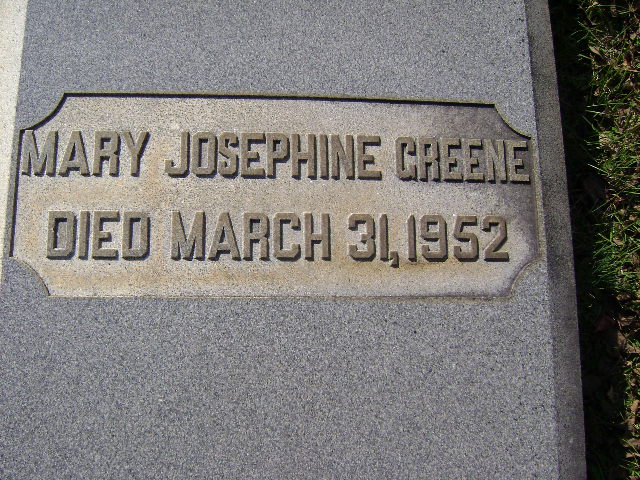 MARY JOSEPHINE GREENE
DIED MARCH 31, 1952